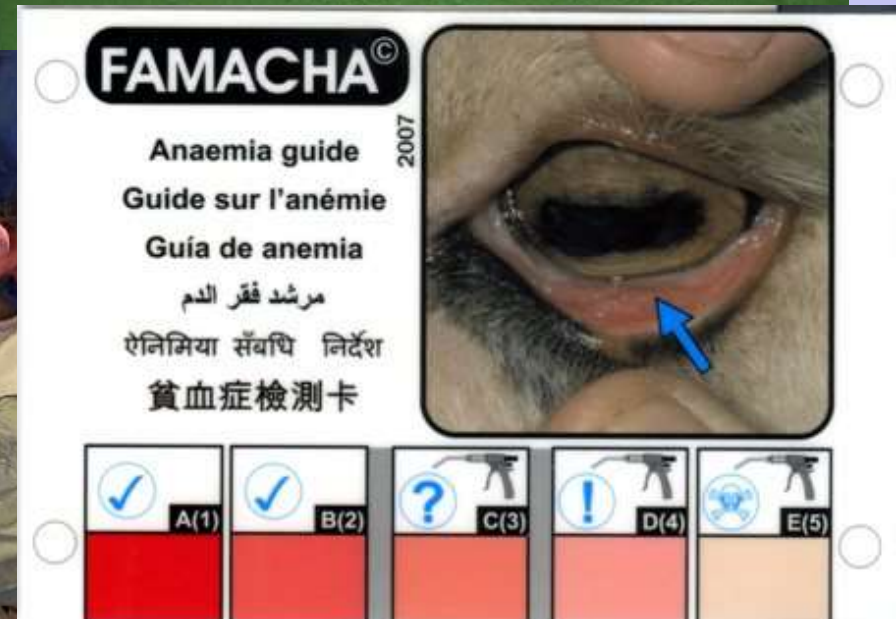 FAMACHA©
2007
Anaemia guide
Guide sur l'anémie
Guía de anemia
مرشد فقر الدم
ऐनिमिया सँबधि निर्देश
貧血症檢測卡
✓ A(1)
✓ B(2)
? C(3)
! D(4)
E(5)